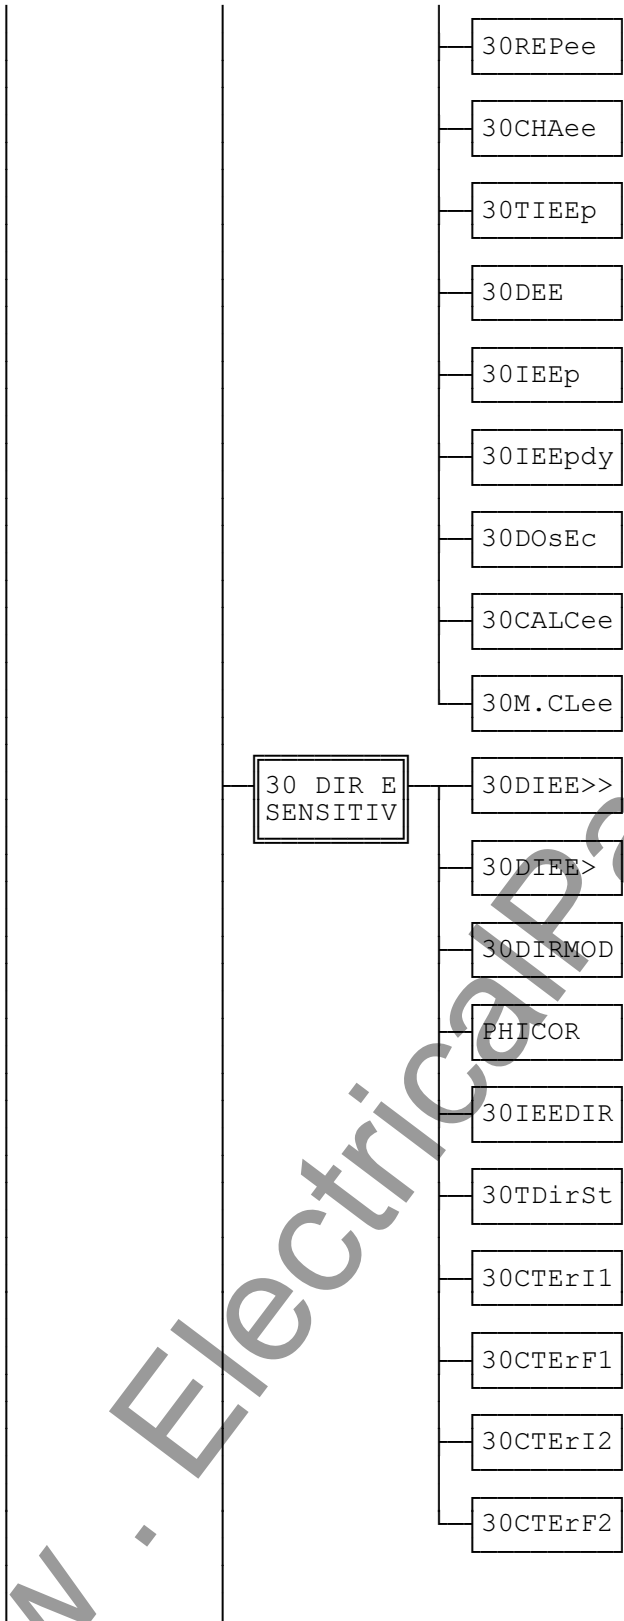 30REPee
30CHAee
30TIEEp
30DEE
30IEEp
30IEEpdy
30DOsEc
30CALCee
30M.CLee
30 DIR E
SENSITIV
30DIEE>>
30DIEE>
30DIRMOD
PHICOR
30IEEDIR
30TDirSt
30CTErI1
30CTErF1
30CTErI2
30CTErF2
w . ElectricalPa